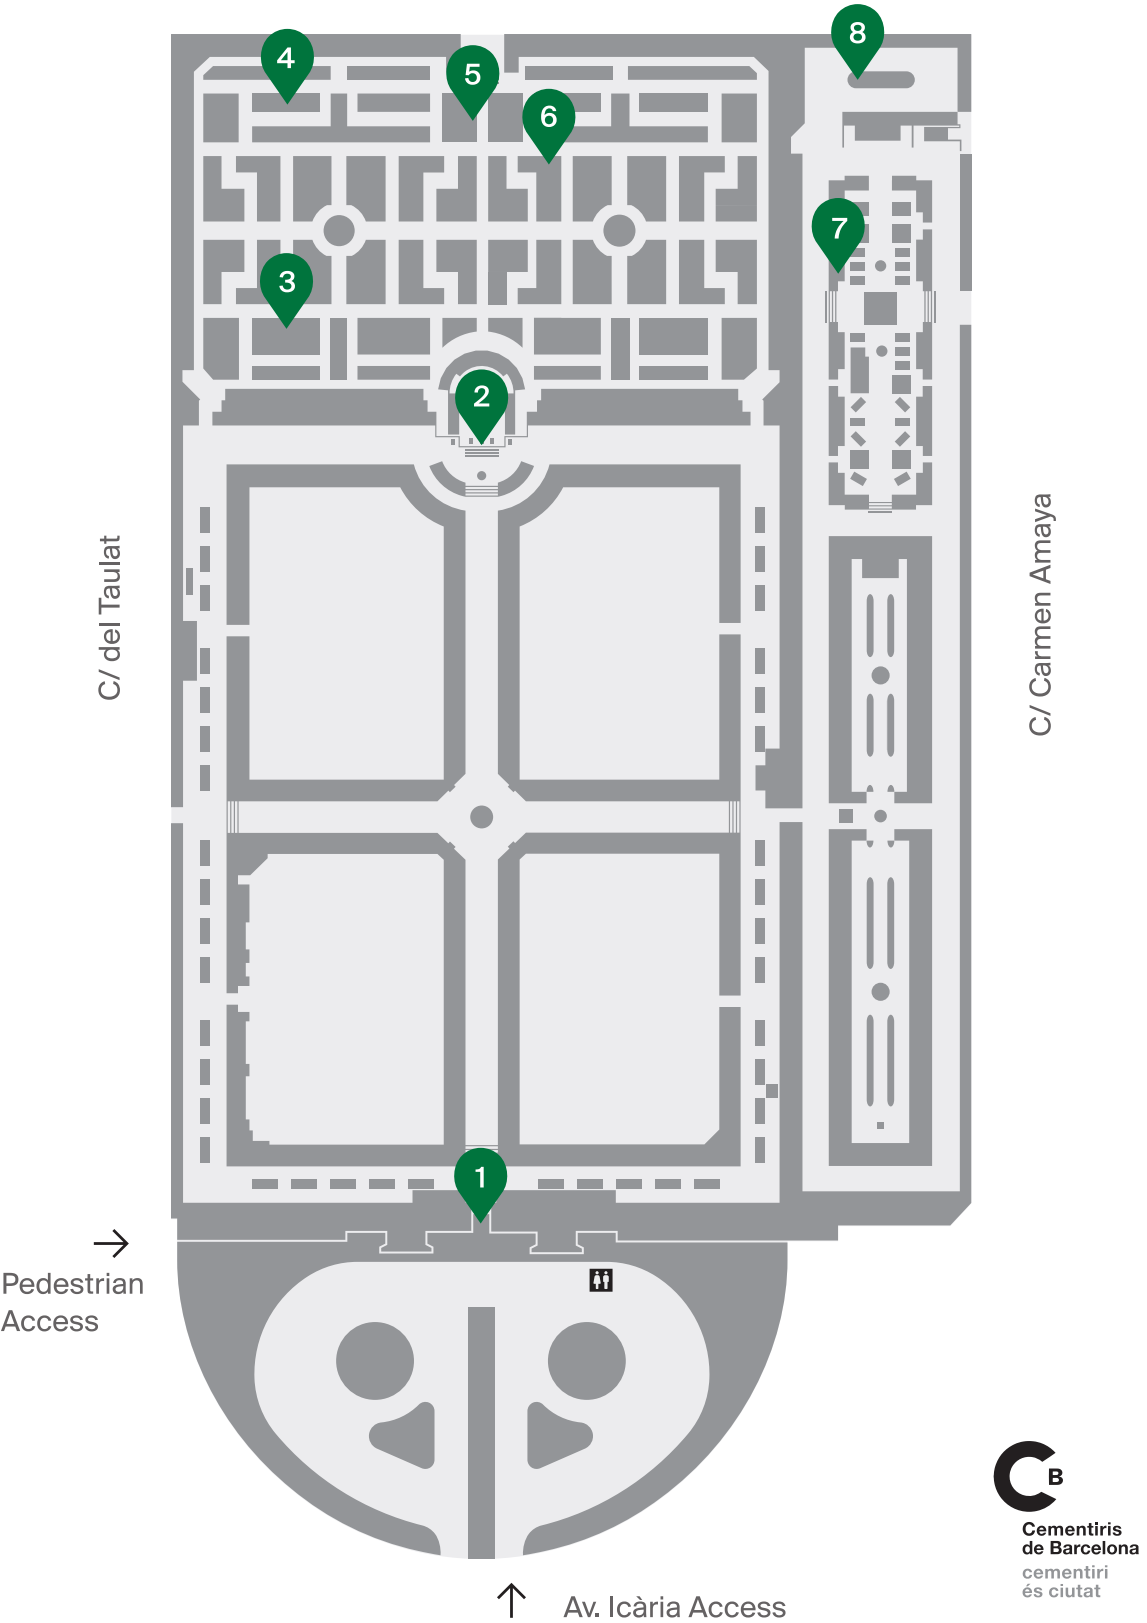 8
4
5
6
7
3
2
C/ del Taulat
C/ Carmen Amaya
1
Pedestrian
Access
B
Cementiris
de Barcelona
cementiri
és ciutat
Av. Icària Access